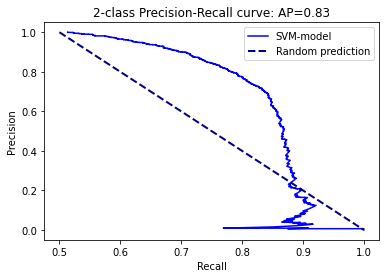 2-class Precision-Recall curve: AP=0.83
SVM-model
Random prediction
Precision
1.0
0.8
0.6
0.4
0.2
0.0
0.5 0.6 0.7 0.8 0.9 1.0
Recall